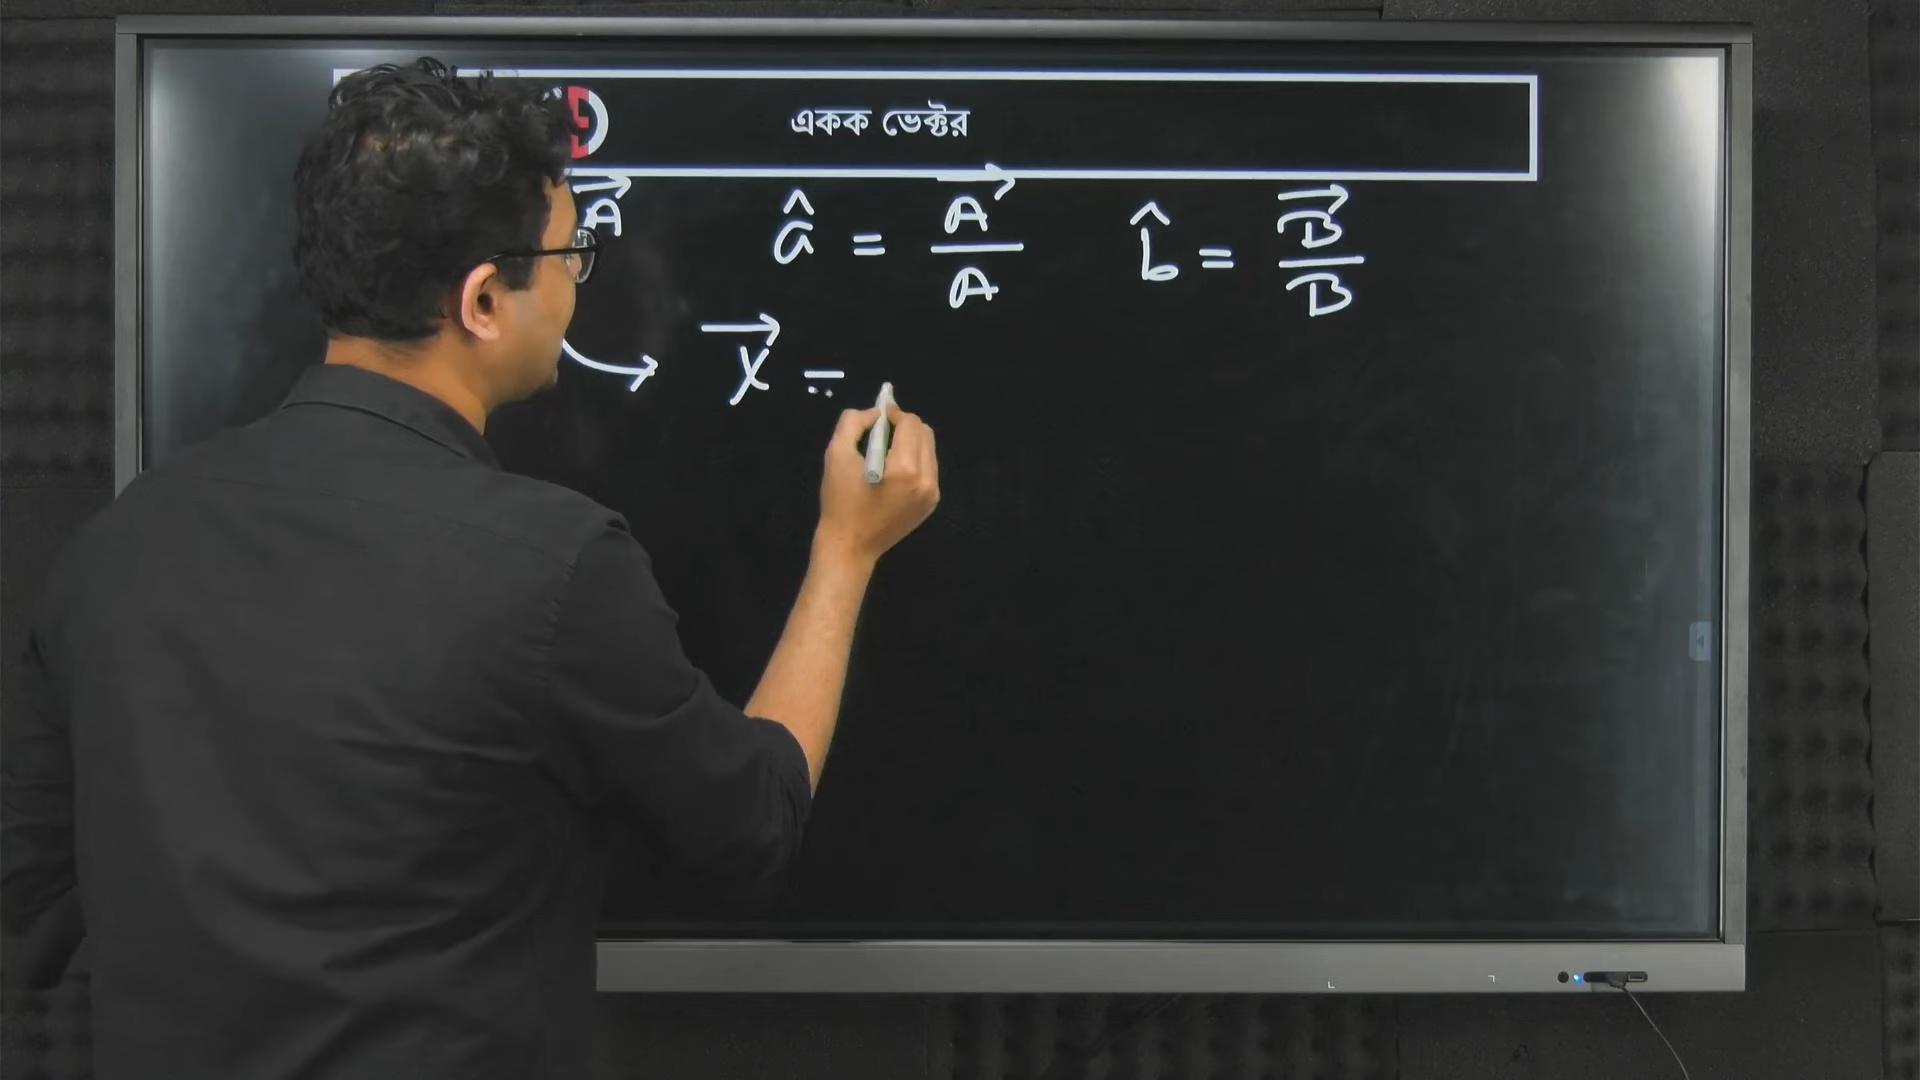 একক ভেক্টর
A⃗ â = A⃗/A b̂ = B⃗/B
X⃗ =